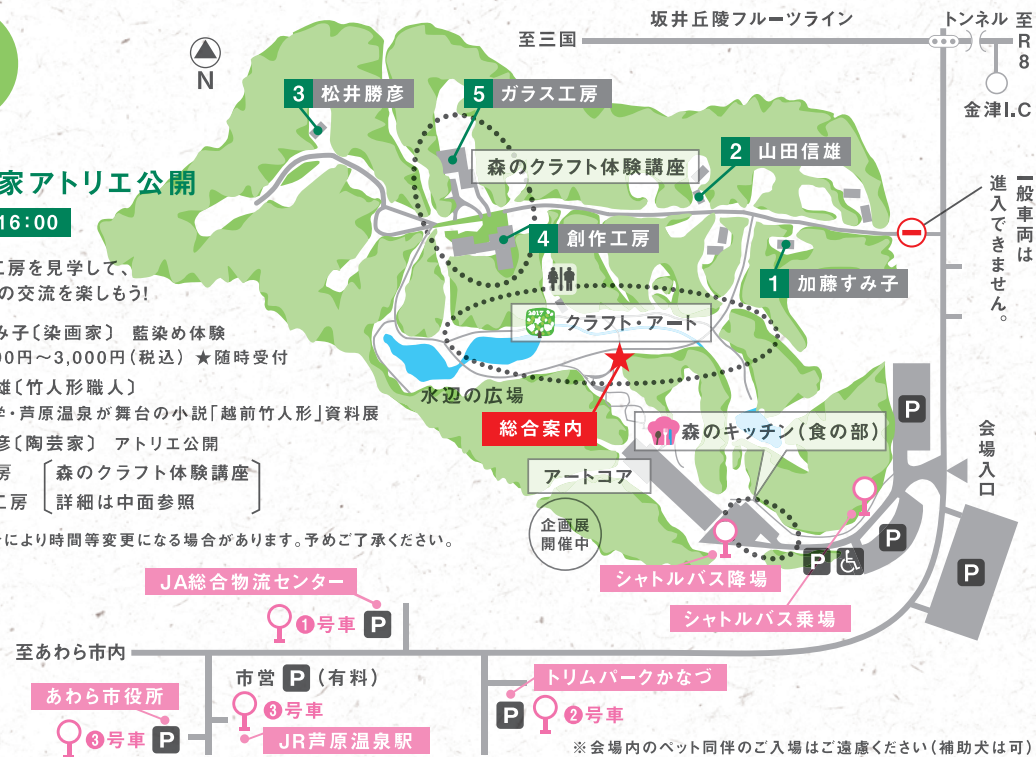 坂井丘陵フルーツライン
トンネル
至R8
至三国
金津I.C
N
3 松井勝彦
5 ガラス工房
森のクラフト体験講座
2 山田信雄
一般車両は
進入できません。
家アトリエ公開
16:00
4 創作工房
1 加藤すみ子
工房を見学して、
の交流を楽しもう!
2017
クラフト・アート
み子〔染画家〕 藍染め体験
00円～3,000円(税込) ★随時受付
雄〔竹人形職人〕
学・芦原温泉が舞台の小説「越前竹人形」資料展
彦〔陶芸家〕 アトリエ公開
房 森のクラフト体験講座
工房 詳細は中面参照
により時間等変更になる場合があります。予めご了承ください。
水辺の広場
総合案内
森のキッチン(食の部)
P
会場入口
アートコア
企画展
開催中
P
P
P
シャトルバス降場
シャトルバス乗場
JA総合物流センター
❶号車 P
至あわら市内
市営 P (有料)
❸号車
JR芦原温泉駅
あわら市役所
❸号車 P
トリムパークかなづ
P ❷号車
※会場内のペット同伴のご入場はご遠慮ください(補助犬は可)